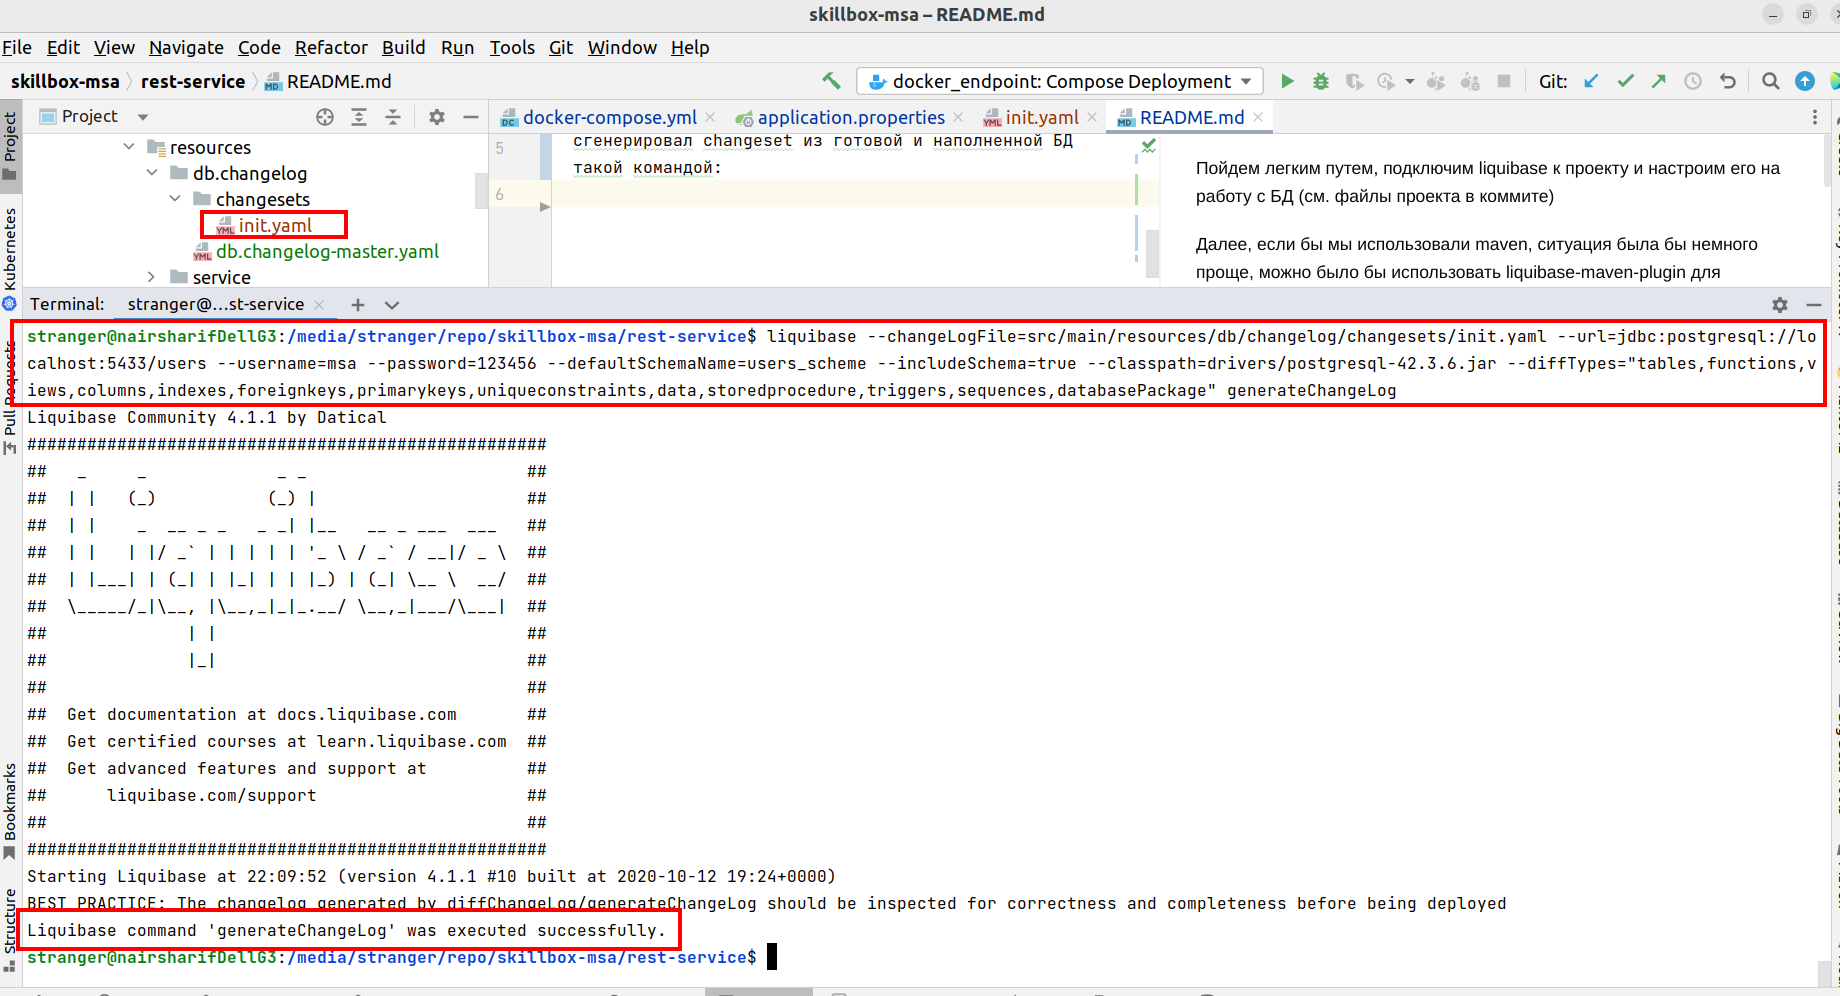 skillbox-msa – README.md
File Edit View Navigate Code Refactor Build Run Tools Git Window Help
skillbox-msa rest-service README.md
docker_endpoint: Compose Deployment
Git:
Project
docker-compose.yml
application.properties
init.yaml
README.md
Project
Kubernetes
Pull Requests
Bookmarks
Structure
resources
db.changelog
changesets
init.yaml
db.changelog-master.yaml
service
5 сгенерировал changeset из готовой и наполненной БД
такой командой:
6
Пойдем легким путем, подключим liquibase к проекту и настроим его на
работу с БД (см. файлы проекта в коммите)
Далее, если бы мы использовали maven, ситуация была бы немного
проще, можно было бы использовать liquibase-maven-plugin для
Terminal: stranger@...st-service
stranger@nairsharifDellG3:/media/stranger/repo/skillbox-msa/rest-service$ liquibase --changeLogFile=src/main/resources/db/changelog/changesets/init.yaml --url=jdbc:postgresql://lo
calhost:5433/users --username=msa --password=123456 --defaultSchemaName=users_scheme --includeSchema=true --classpath=drivers/postgresql-42.3.6.jar --diffTypes="tables,functions,v
iews,columns,indexes,foreignkeys,primarykeys,uniqueconstraints,data,storedprocedure,triggers,sequences,databasePackage" generateChangeLog
Liquibase Community 4.1.1 by Datical
####################################################
##   _     _             _ _                      ##
##  | |   (_)           (_) |                     ##
##  | |    _  __ _ _   _ _| |__   __ _ ___  ___   ##
##  | |   | |/ _` | | | | | '_ \ / _` / __|/ _ \  ##
##  | |___| | (_| | |_| | | |_) | (_| \__ \  __/  ##
##  \_____/_|\__, |\__,_|_|_.__/ \__,_|___/\___|  ##
##              | |                               ##
##              |_|                               ##
##                                                ##
##  Get documentation at docs.liquibase.com       ##
##  Get certified courses at learn.liquibase.com  ##
##  Get advanced features and support at          ##
##      liquibase.com/support                     ##
##                                                ##
####################################################
Starting Liquibase at 22:09:52 (version 4.1.1 #10 built at 2020-10-12 19:24+0000)
BEST PRACTICE: The changelog generated by diffChangeLog/generateChangeLog should be inspected for correctness and completeness before being deployed
Liquibase command 'generateChangeLog' was executed successfully.
stranger@nairsharifDellG3:/media/stranger/repo/skillbox-msa/rest-service$